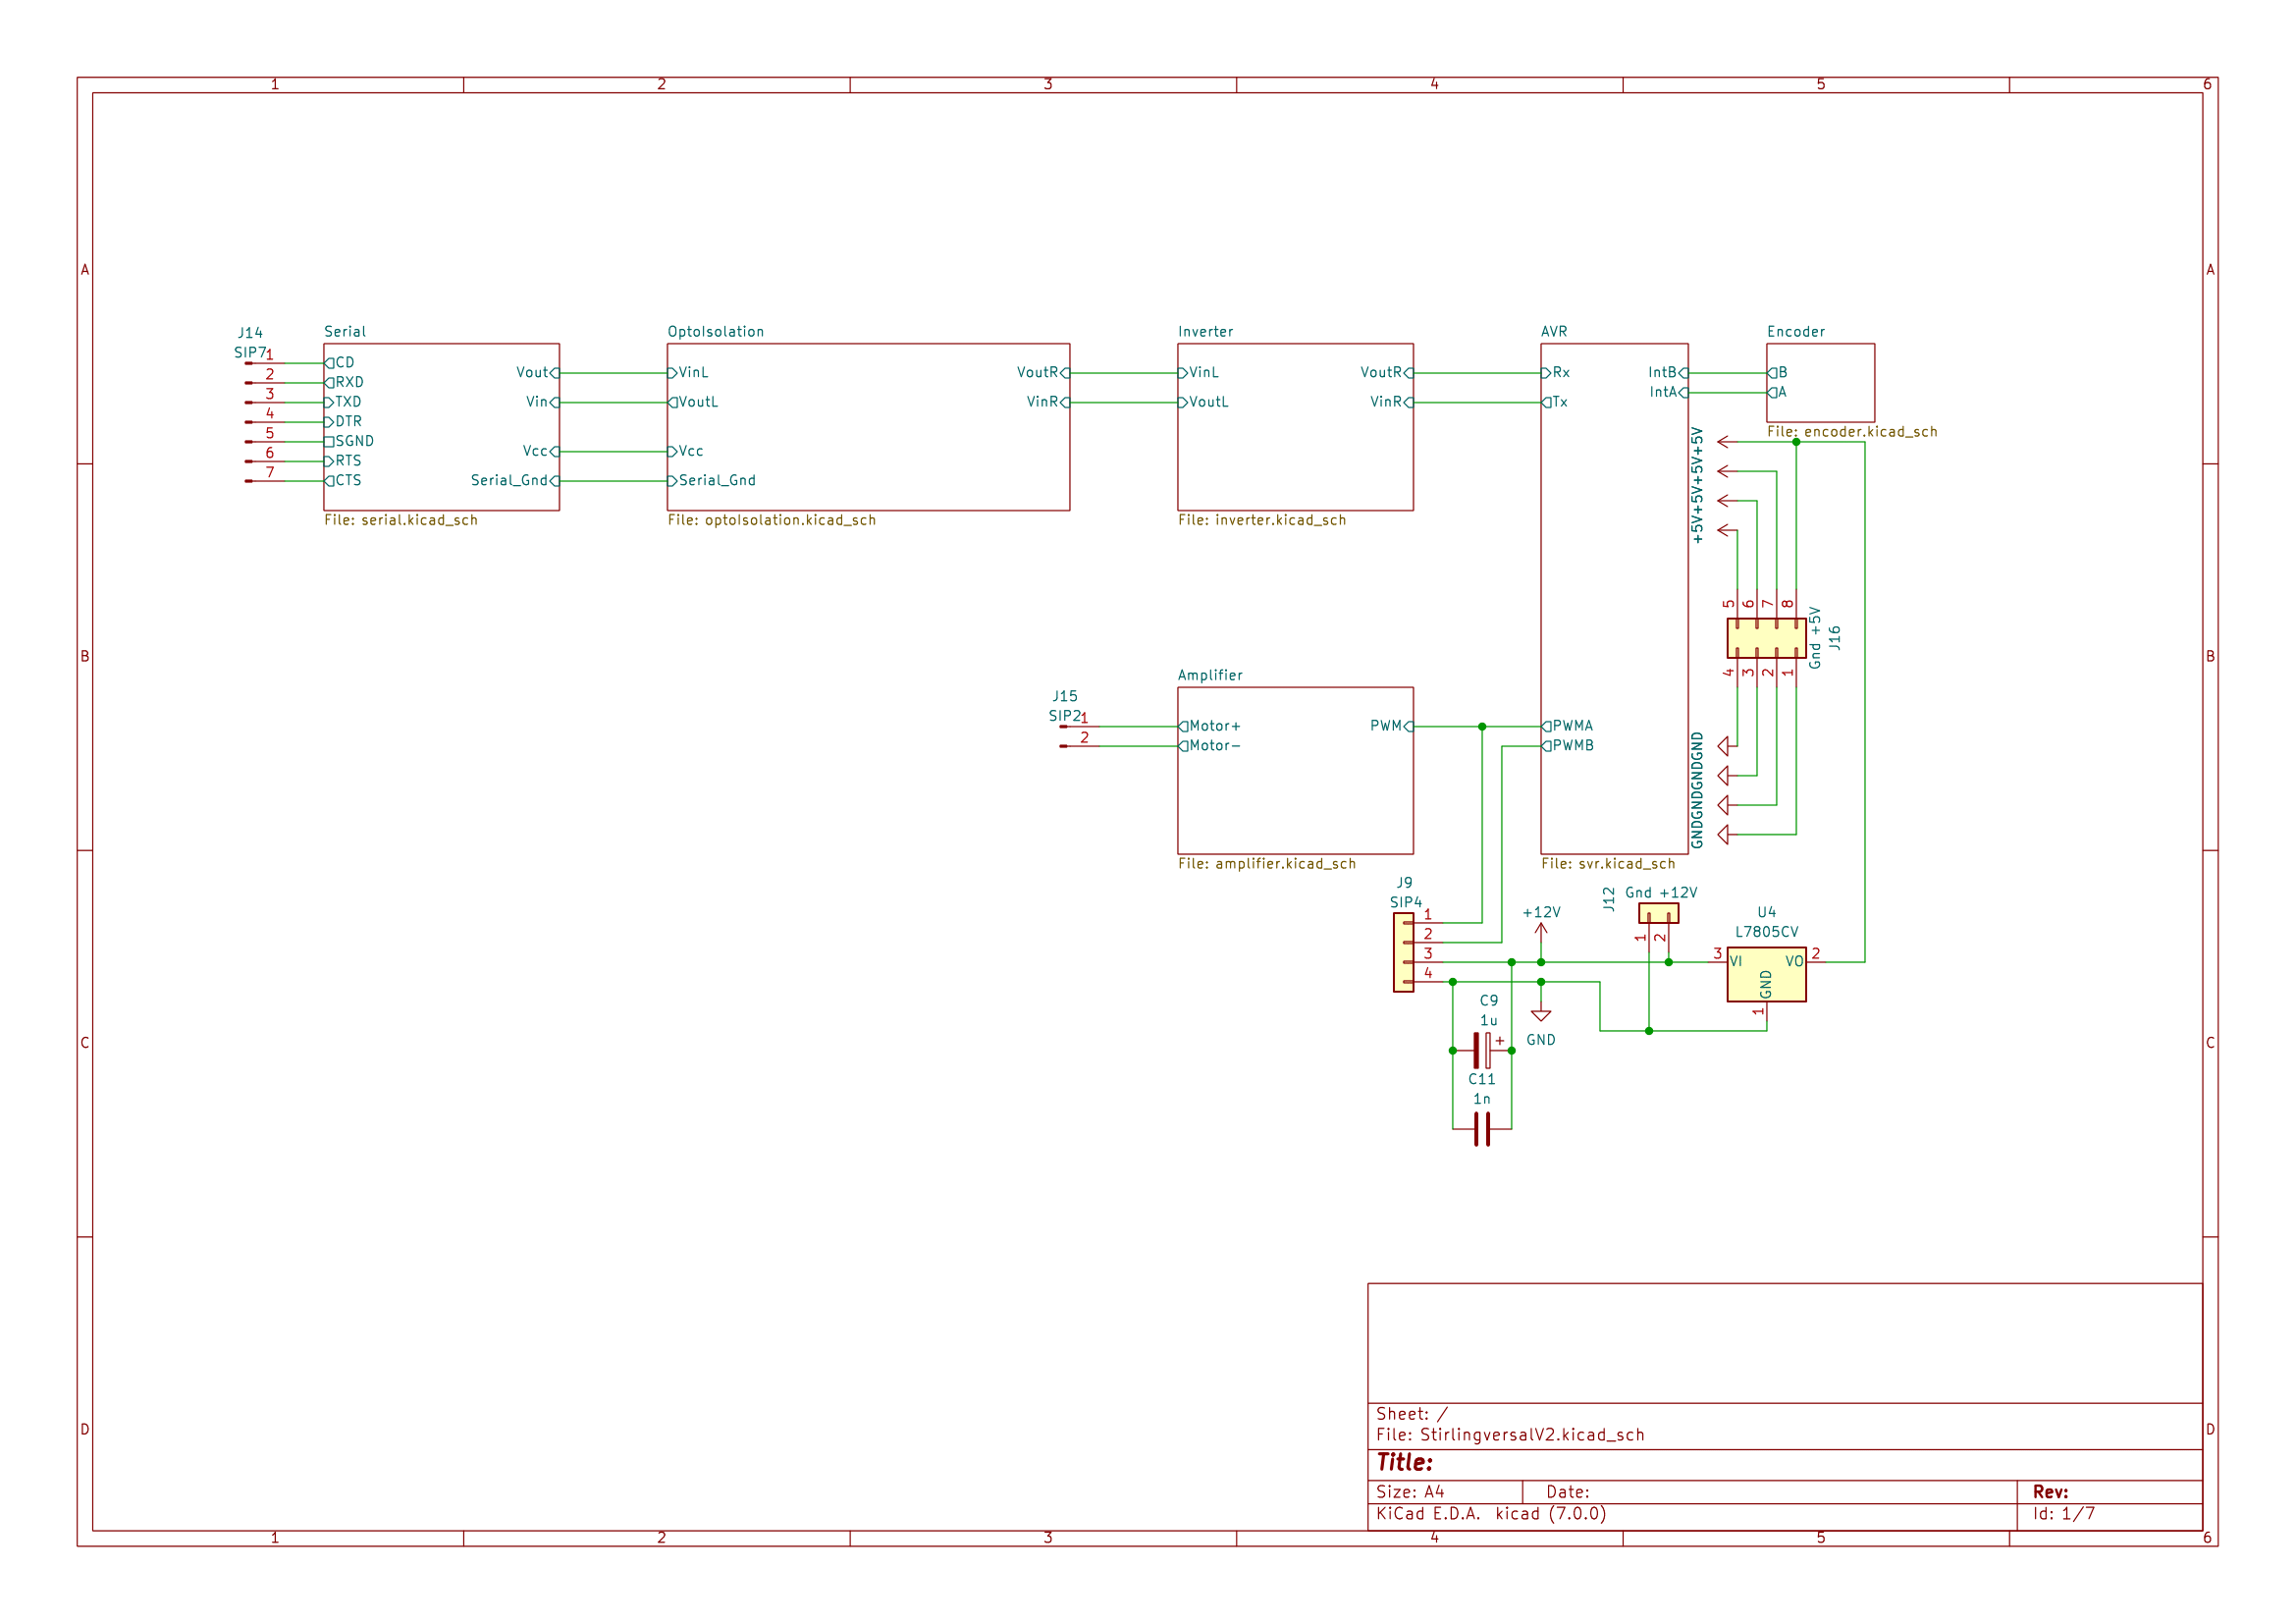 1 2 3 4 5 6
A A
B B
C C
D D
J14
SIP7
1
2
3
4
5
6
7
Serial
CD
RXD
TXD
DTR
SGND
RTS
CTS
Vout
Vin
Vcc
Serial_Gnd
File: serial.kicad_sch
OptoIsolation
VinL
VoutL
Vcc
Serial_Gnd
VoutR
VinR
File: optoIsolation.kicad_sch
Inverter
VinL
VoutL
VoutR
VinR
File: inverter.kicad_sch
AVR
Rx
Tx
IntB
IntA
PWMA
PWMB
File: svr.kicad_sch
Encoder
B
A
File: encoder.kicad_sch
+5V+5V+5V+5V
5 6 7 8
Gnd +5V
J16
4 3 2 1
GNDGNDGNDGND
J15
SIP2
1
2
Amplifier
Motor+
Motor-
PWM
File: amplifier.kicad_sch
J9
SIP4
1
2
3
4
+12V
GND
J12
Gnd +12V
1 2
U4
L7805CV
3 VI VO 2
GND
1
C9
1u
+
C11
1n
Sheet: /
File: StirlingversalV2.kicad_sch
Title:
Size: A4 Date: Rev:
KiCad E.D.A. kicad (7.0.0) Id: 1/7
1 2 3 4 5 6